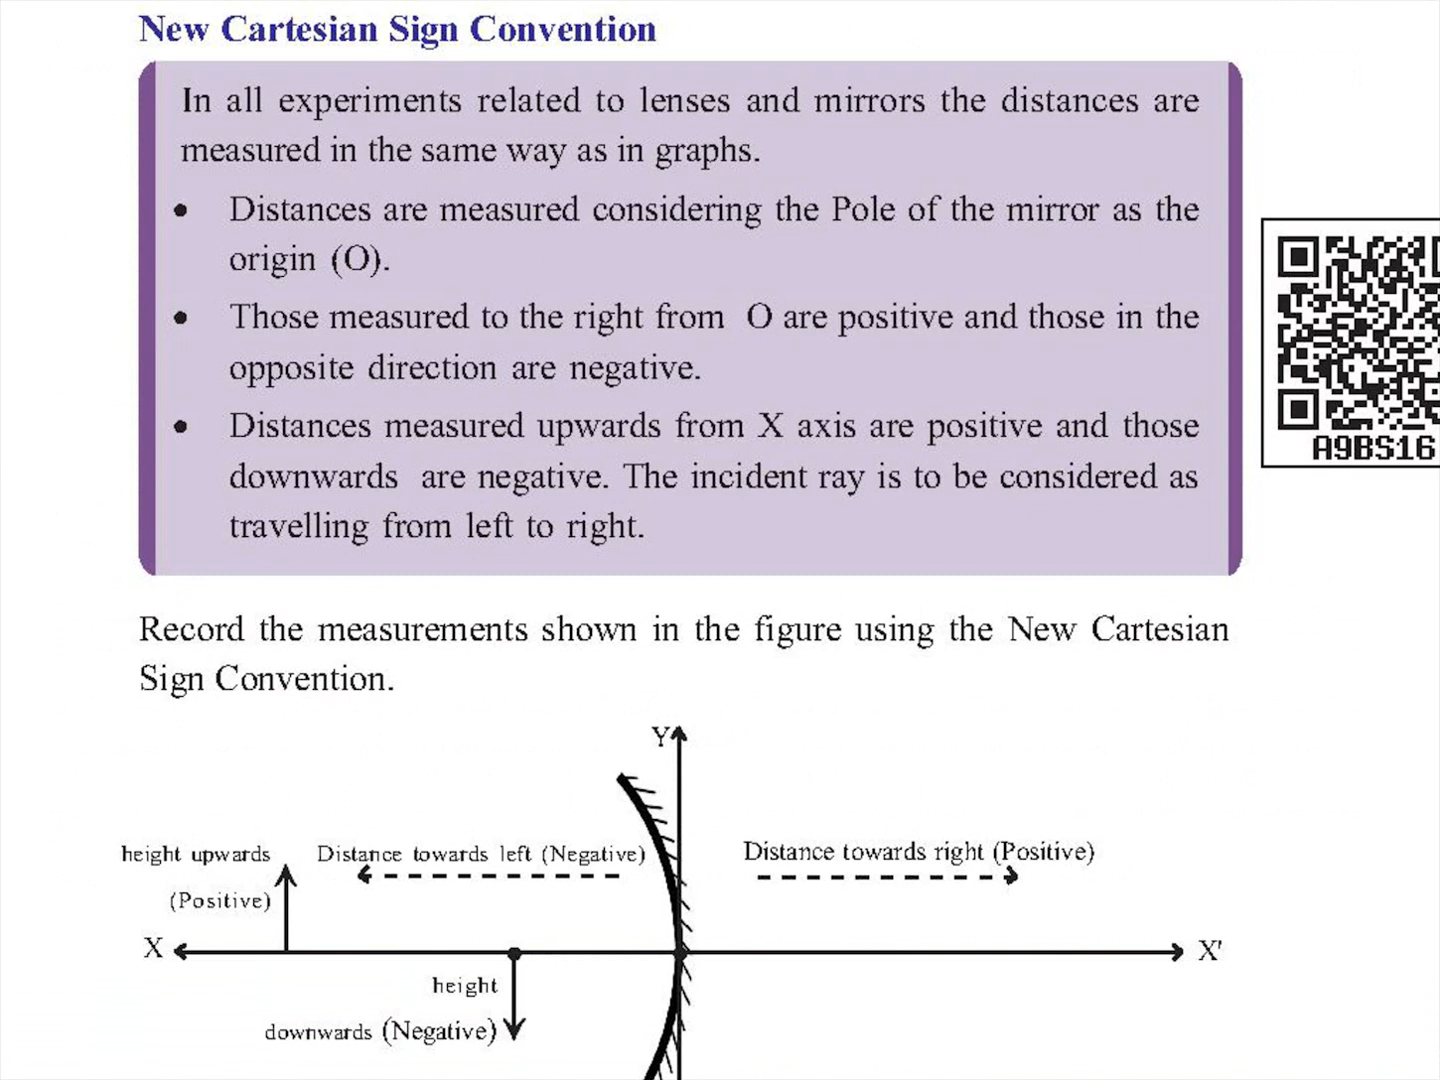 New Cartesian Sign Convention
In all experiments related to lenses and mirrors the distances are
measured in the same way as in graphs.
• Distances are measured considering the Pole of the mirror as the
origin (O).
• Those measured to the right from O are positive and those in the
opposite direction are negative.
• Distances measured upwards from X axis are positive and those
downwards are negative. The incident ray is to be considered as
travelling from left to right.
A9BS16
Record the measurements shown in the figure using the New Cartesian
Sign Convention.
Y
height upwards
(Positive)
Distance towards left (Negative)
Distance towards right (Positive)
X
X'
height
downwards (Negative)